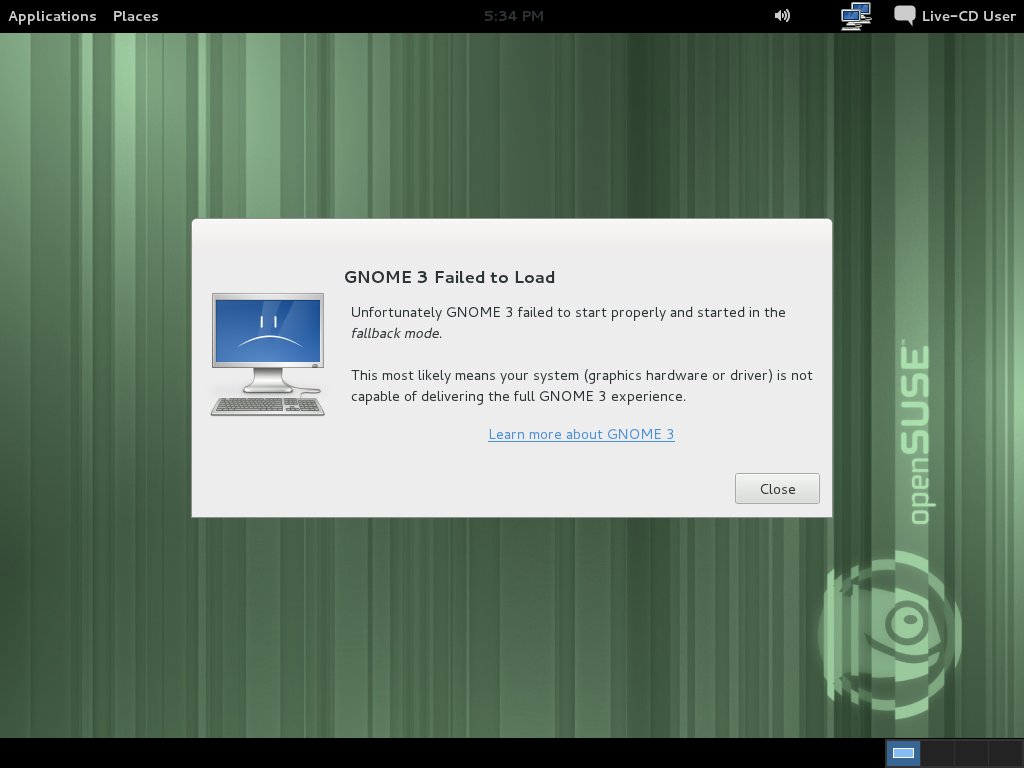 Applications Places 5:34 PM Live-CD User
GNOME 3 Failed to Load
Unfortunately GNOME 3 failed to start properly and started in the
fallback mode.
This most likely means your system (graphics hardware or driver) is not
capable of delivering the full GNOME 3 experience.
Learn more about GNOME 3
Close
openSUSE™